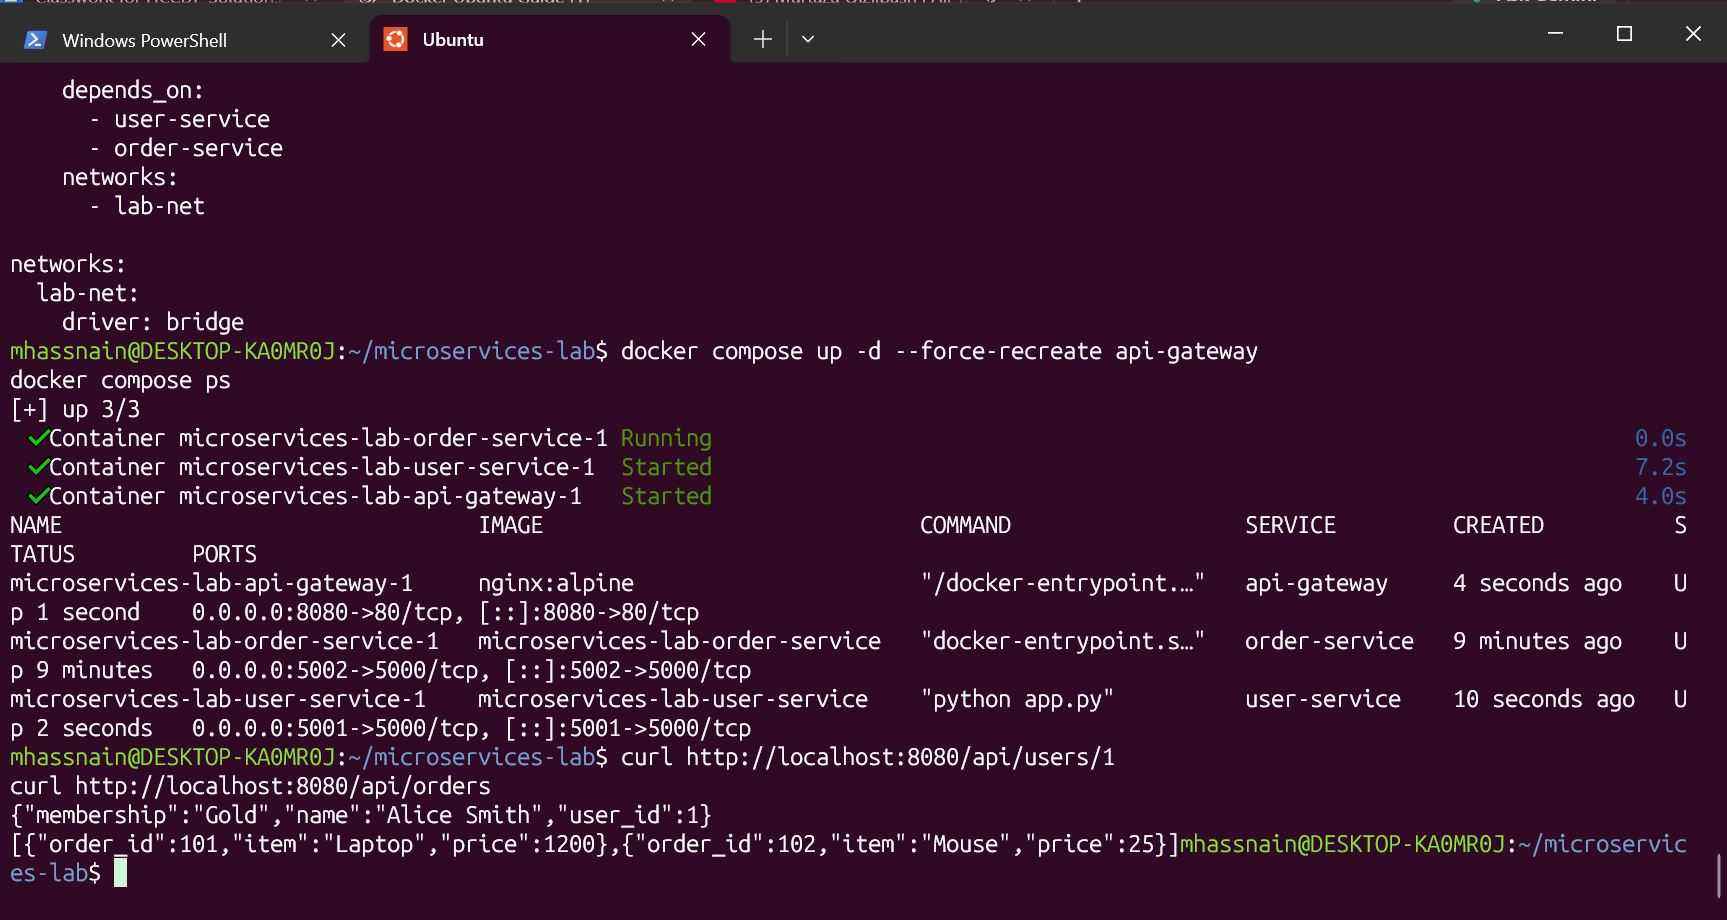 Windows PowerShell
Ubuntu
    depends_on:
      - user-service
      - order-service
    networks:
      - lab-net

networks:
  lab-net:
    driver: bridge
mhassnain@DESKTOP-KA0MR0J:~/microservices-lab$ docker compose up -d --force-recreate api-gateway
docker compose ps
[+] up 3/3
 ✔Container microservices-lab-order-service-1 Running 0.0s
 ✔Container microservices-lab-user-service-1  Started 7.2s
 ✔Container microservices-lab-api-gateway-1   Started 4.0s
NAME                                IMAGE                             COMMAND                  SERVICE         CREATED          S
TATUS         PORTS
microservices-lab-api-gateway-1     nginx:alpine                      "/docker-entrypoint.…"   api-gateway     4 seconds ago    U
p 1 second    0.0.0.0:8080->80/tcp, [::]:8080->80/tcp
microservices-lab-order-service-1   microservices-lab-order-service   "docker-entrypoint.s…"   order-service   9 minutes ago    U
p 9 minutes   0.0.0.0:5002->5000/tcp, [::]:5002->5000/tcp
microservices-lab-user-service-1    microservices-lab-user-service    "python app.py"          user-service    10 seconds ago   U
p 2 seconds   0.0.0.0:5001->5000/tcp, [::]:5001->5000/tcp
mhassnain@DESKTOP-KA0MR0J:~/microservices-lab$ curl http://localhost:8080/api/users/1
curl http://localhost:8080/api/orders
{"membership":"Gold","name":"Alice Smith","user_id":1}
[{"order_id":101,"item":"Laptop","price":1200},{"order_id":102,"item":"Mouse","price":25}]mhassnain@DESKTOP-KA0MR0J:~/microservic
es-lab$